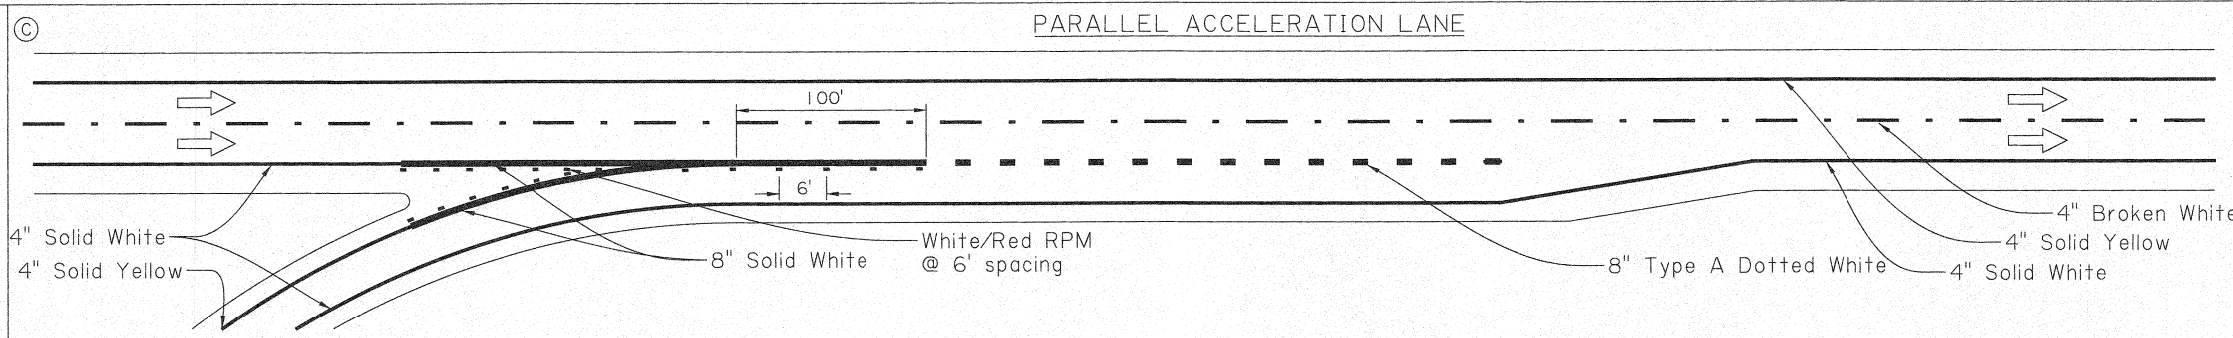 C
PARALLEL ACCELERATION LANE
100'
6'
4" Solid White
4" Solid Yellow
8" Solid White
White/Red RPM
@ 6' spacing
8" Type A Dotted White
4" Broken White
4" Solid Yellow
4" Solid White